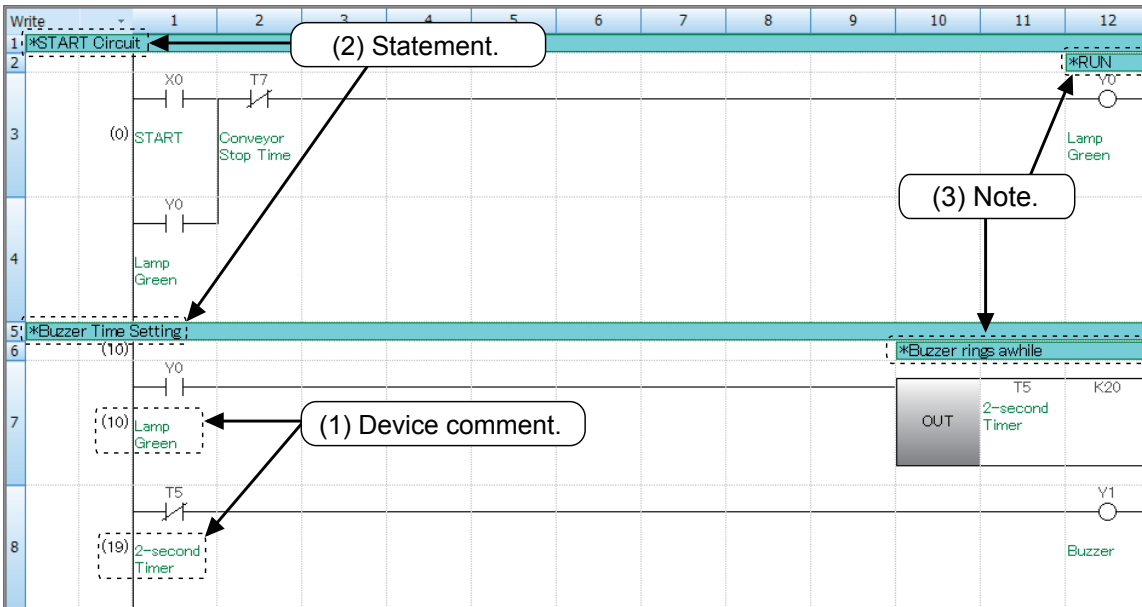 Write 1 2 3 4 5 6 7 8 9 10 11 12
1 *START Circuit
(2) Statement.
2 *RUN
X0 T7 Y0
3 (0) START Conveyor Lamp
Stop Time Green
(3) Note.
Y0
4 Lamp
Green
5 *Buzzer Time Setting
6 (10) *Buzzer rings awhile
Y0 T5 K20
7 (10) Lamp OUT 2-second
Green Timer
(1) Device comment.
T5 Y1
8 (19) 2-second Buzzer
Timer